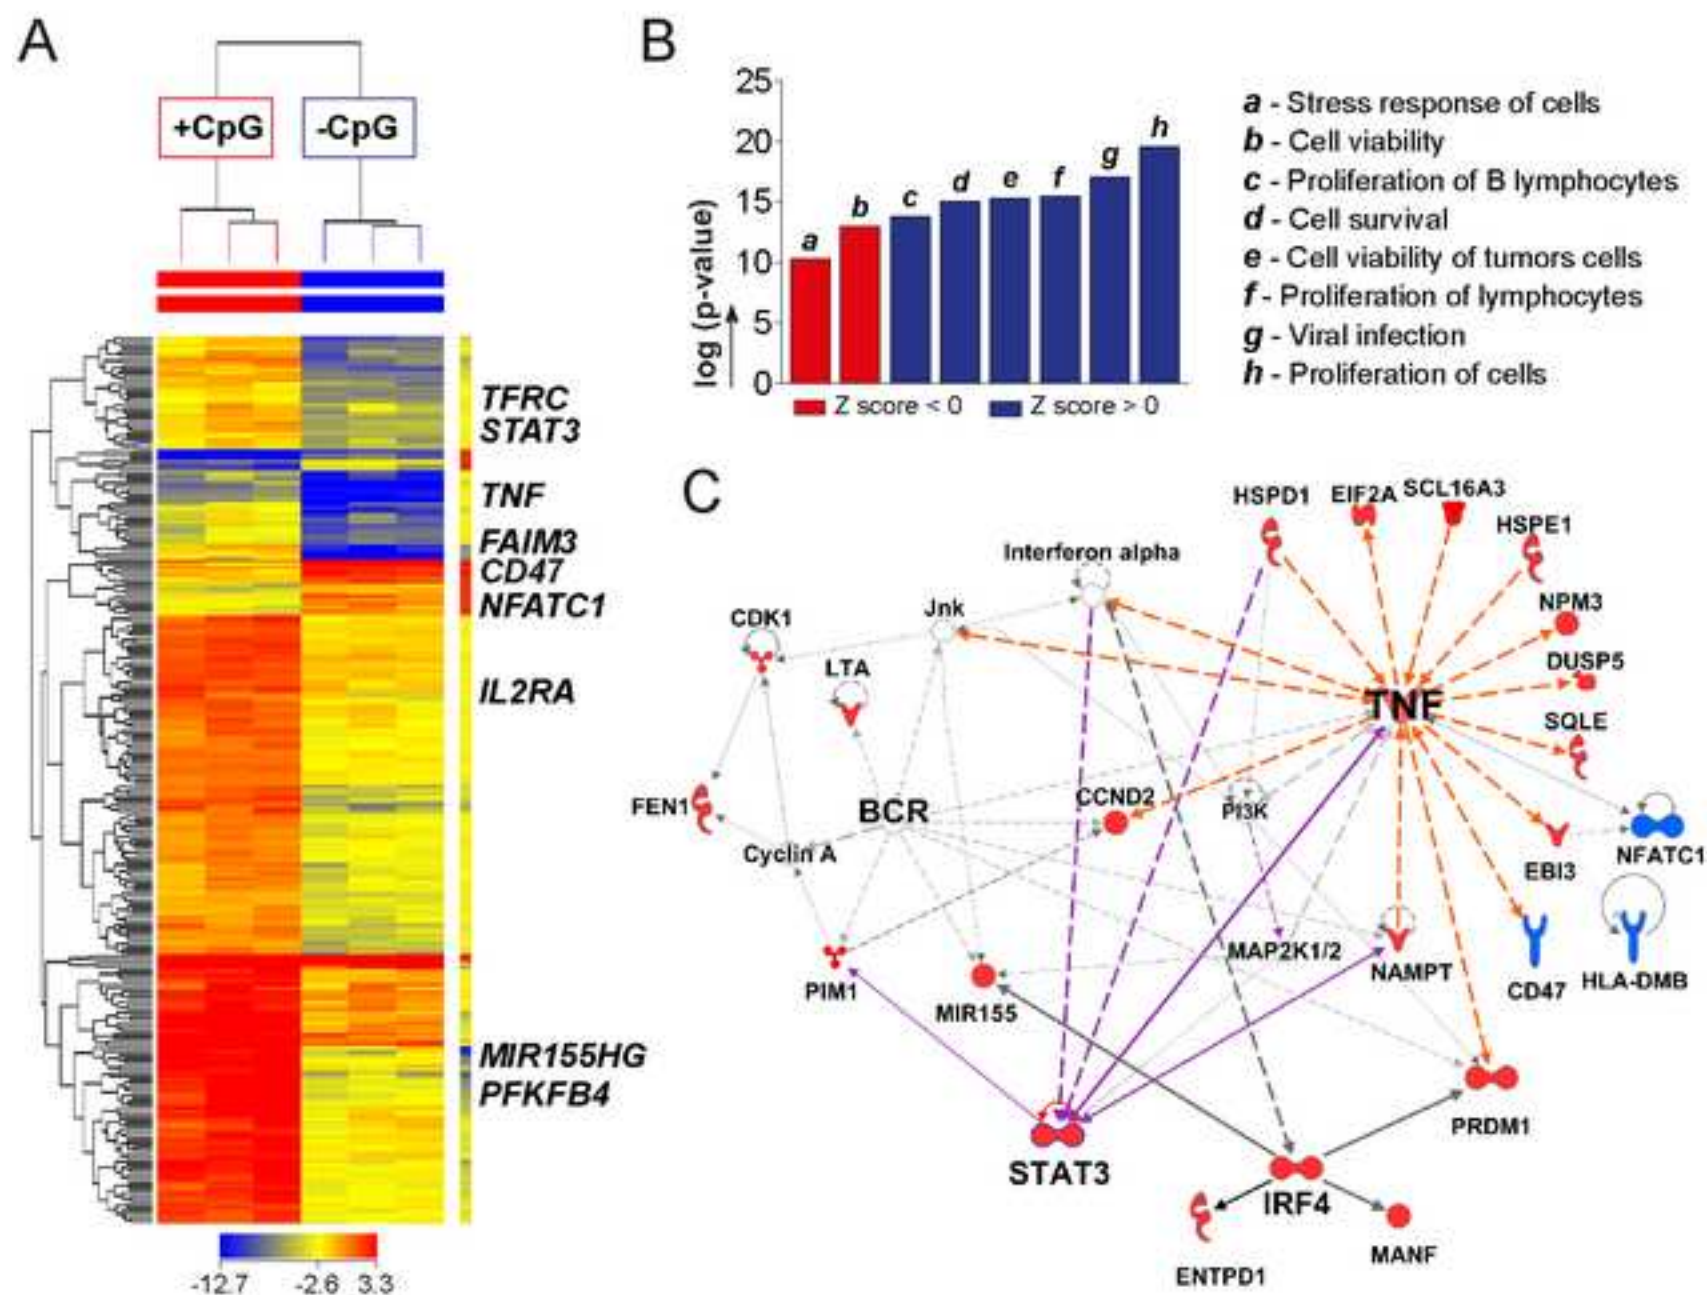 A
+CpG
-CpG
TFRC
STAT3
TNF
FAIM3
CD47
NFATC1
IL2RA
MIR155HG
PFKFB4
-12.7
-2.6
3.3
B
log (p-value)
25
20
15
10
5
0
a
b
c
d
e
f
g
h
Z score < 0
Z score > 0
a - Stress response of cells
b - Cell viability
c - Proliferation of B lymphocytes
d - Cell survival
e - Cell viability of tumors cells
f - Proliferation of lymphocytes
g - Viral infection
h - Proliferation of cells
C
HSPD1
EIF2A
SCL16A3
HSPE1
Interferon alpha
NPM3
Jnk
CDK1
LTA
DUSP5
TNF
SQLE
FEN1
BCR
CCND2
PI3K
Cyclin A
EBI3
NFATC1
MAP2K1/2
NAMPT
CD47
HLA-DMB
PIM1
MIR155
PRDM1
STAT3
IRF4
MANF
ENTPD1